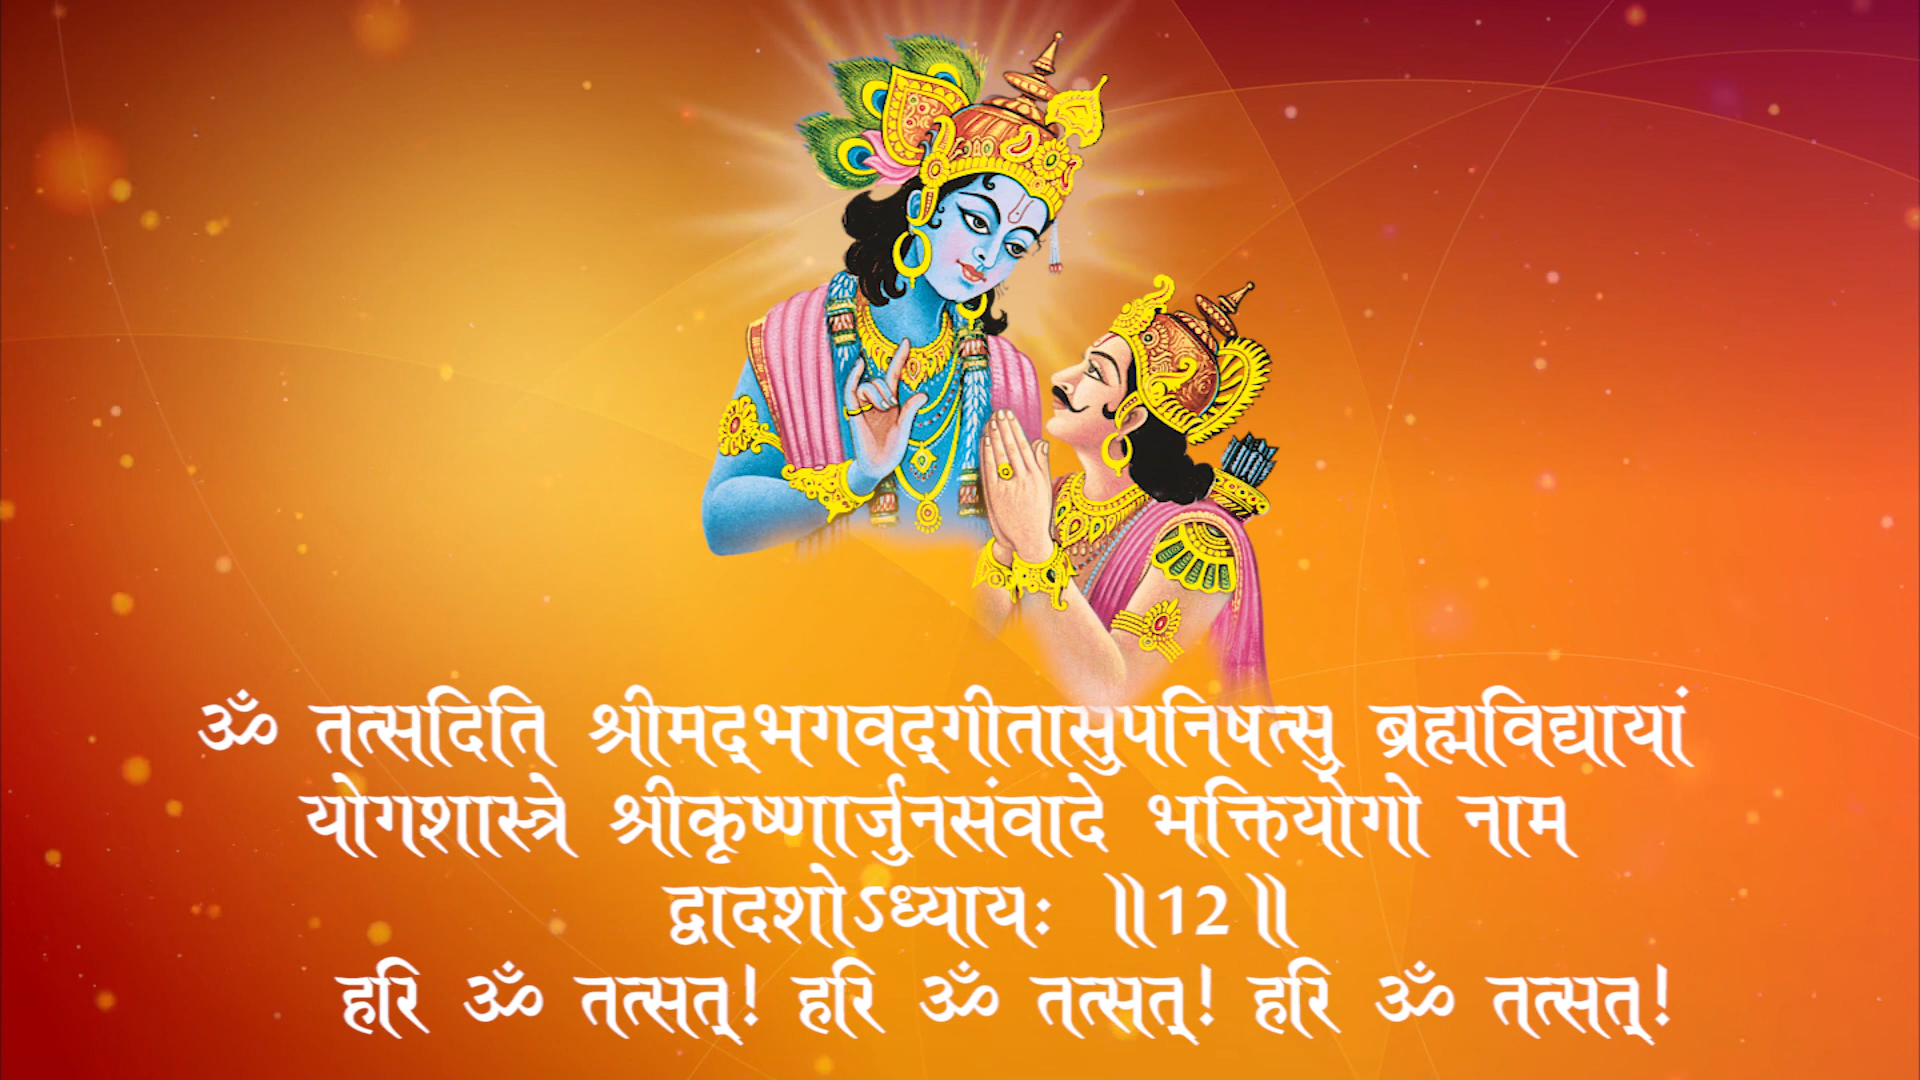 ॐ तत्सदिति श्रीमद्‌भगवद्‌गीतासुपनिषत्सु ब्रह्मविद्यायां
योगशास्त्रे श्रीकृष्णार्जुनसंवादे भक्तियोगो नाम
द्वादशोऽध्यायः ॥12॥
हरि ॐ तत्सत्! हरि ॐ तत्सत्! हरि ॐ तत्सत्!